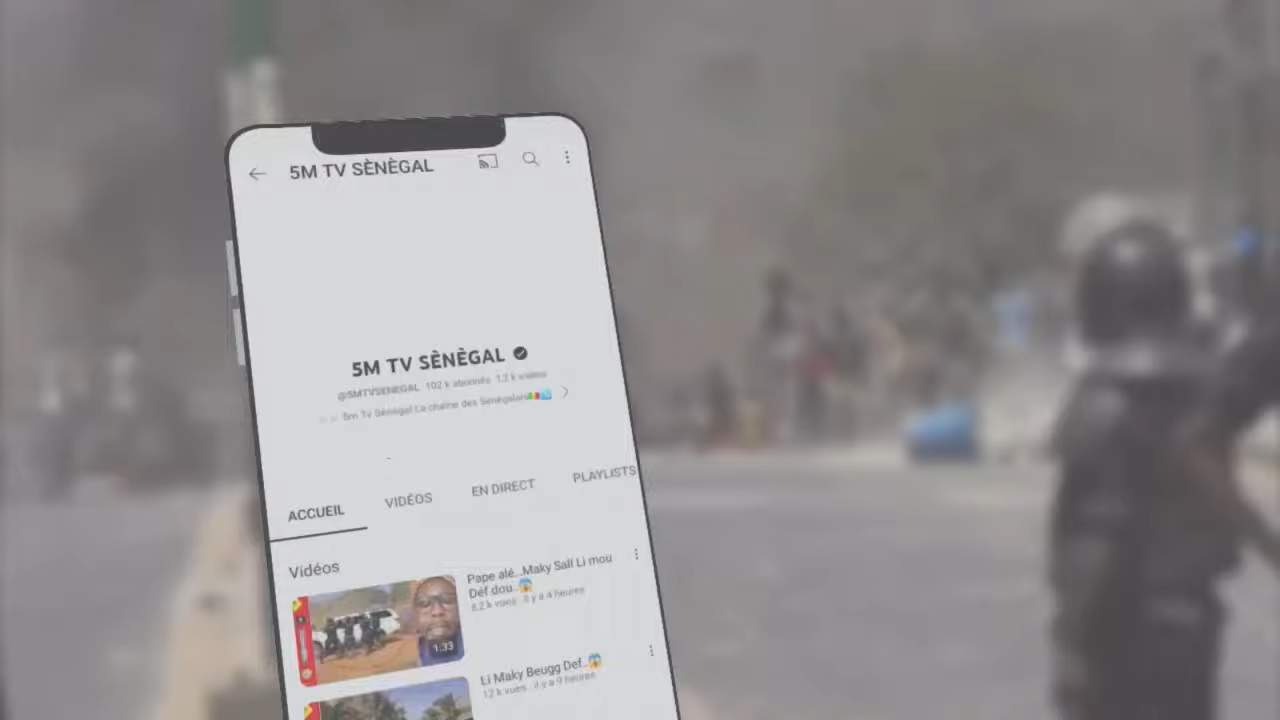 5M TV SÈNÈGAL
5M TV SÈNÈGAL
@5MTVSENEGAL 102 k abonnés 1,2 k vidéos
5m Tv Sénégal La chaîne des Sénégalais
ACCUEIL
VIDÉOS
EN DIRECT
PLAYLISTS
Vidéos
1:33
Pape alé..Maky Sall Li mou
Déf dou..😱
8,2 k vues · il y a 4 heures
Li Maky Beugg Def..😱
12 k vues · il y a 9 heures